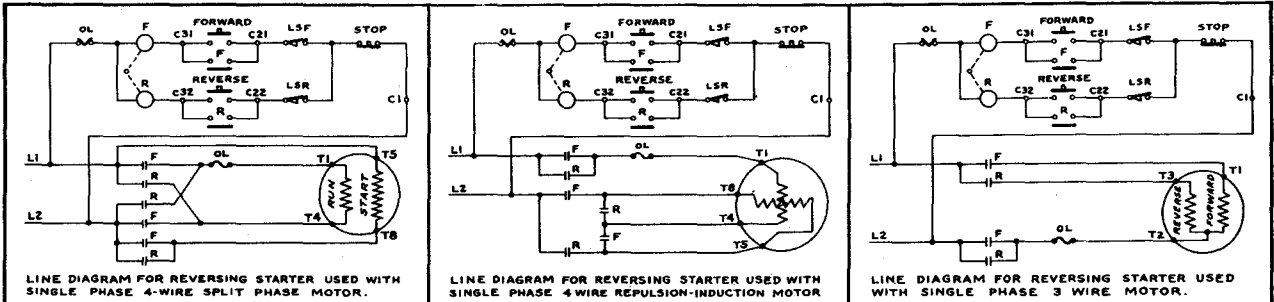 OL F FORWARD STOP
C31 C21 LSF
F
R REVERSE
C32 C22 LSR
R
C1
L1 F OL T1 T5
R
R
L2 F T4 T8
F
R
RUN
START
LINE DIAGRAM FOR REVERSING STARTER USED WITH
SINGLE PHASE 4-WIRE SPLIT PHASE MOTOR.
OL F FORWARD STOP
C31 C21 LSF
F
R REVERSE
C32 C22 LSR
R
C1
L1 F OL T1
R
L2 F T8
R
T4
F
R T5
LINE DIAGRAM FOR REVERSING STARTER USED WITH
SINGLE PHASE 4 WIRE REPULSION-INDUCTION MOTOR
OL F FORWARD STOP
C31 C21 LSF
F
R REVERSE
C32 C22 LSR
R
C1
L1 F T1
R T3
REVERSE
FORWARD
L2 F OL T2
R
LINE DIAGRAM FOR REVERSING STARTER USED
WITH SINGLE PHASE 3 WIRE MOTOR.